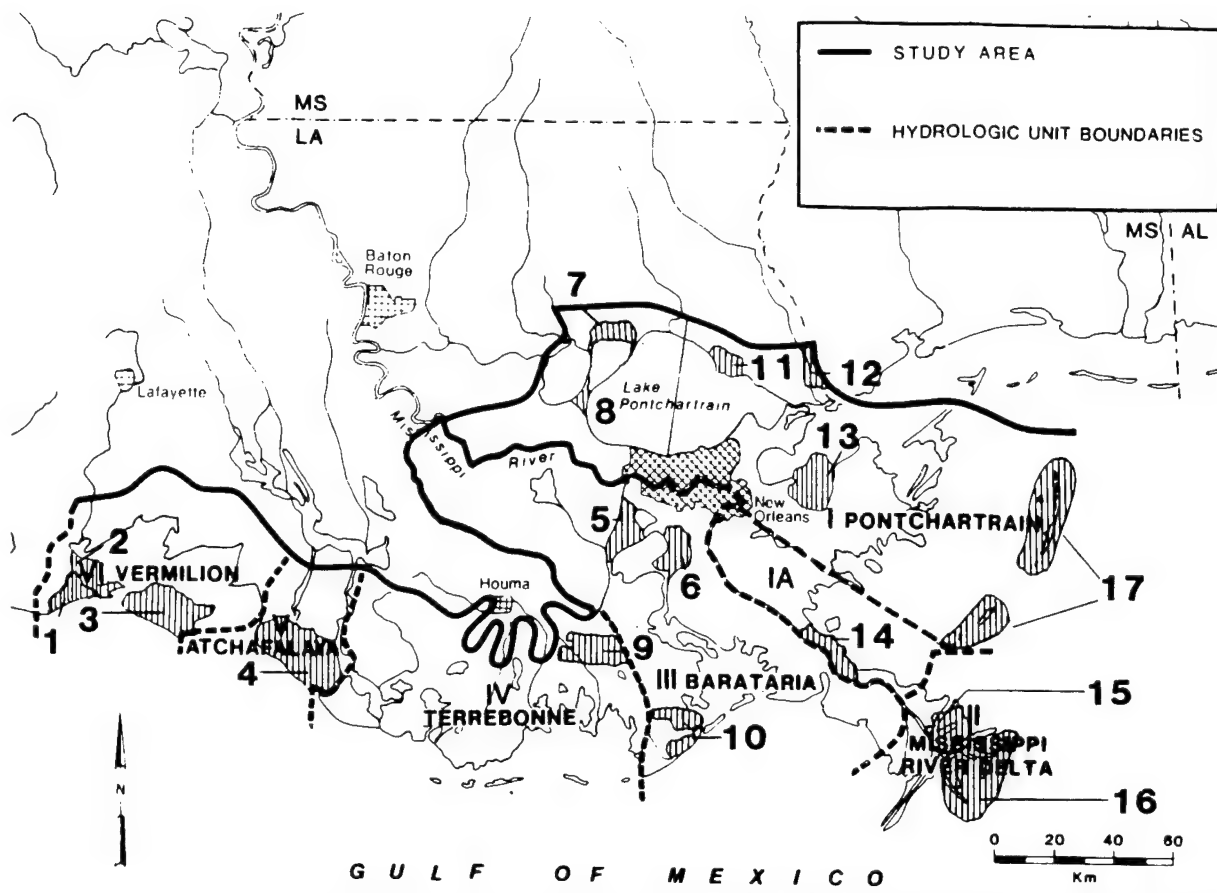 STUDY AREA
HYDROLOGIC UNIT BOUNDARIES
MS
LA
MS AL
Baton
Rouge
7
Lafayette
11
12
Lake
Pontchartrain
8
Mississippi
River
13
New
Orleans
5
I PONTCHARTRAIN
2
VI
VERMILION
6
IA
17
Houma
1
3
V
ATCHAFALAYA
4
14
9
III BARATARIA
IV
TERREBONNE
15
II
10
MISSISSIPPI
RIVER DELTA
16
N
0 20 40 60
Km
GULF OF MEXICO